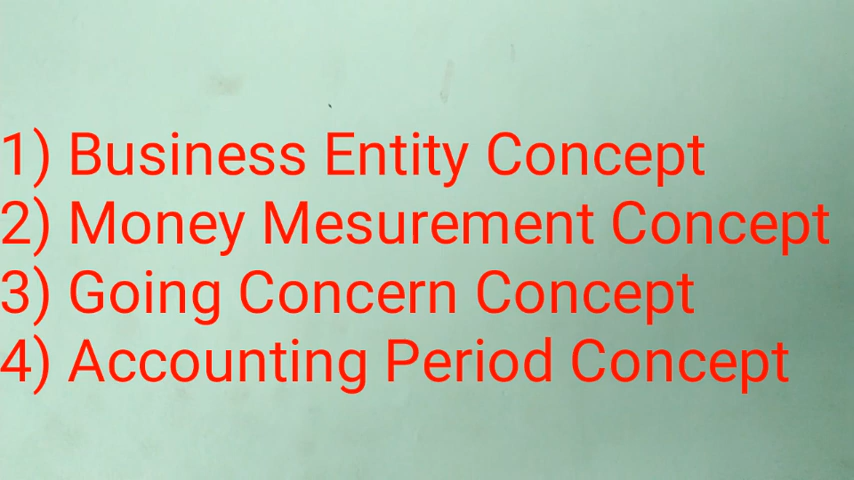 1) Business Entity Concept
2) Money Mesurement Concept
3) Going Concern Concept
4) Accounting Period Concept